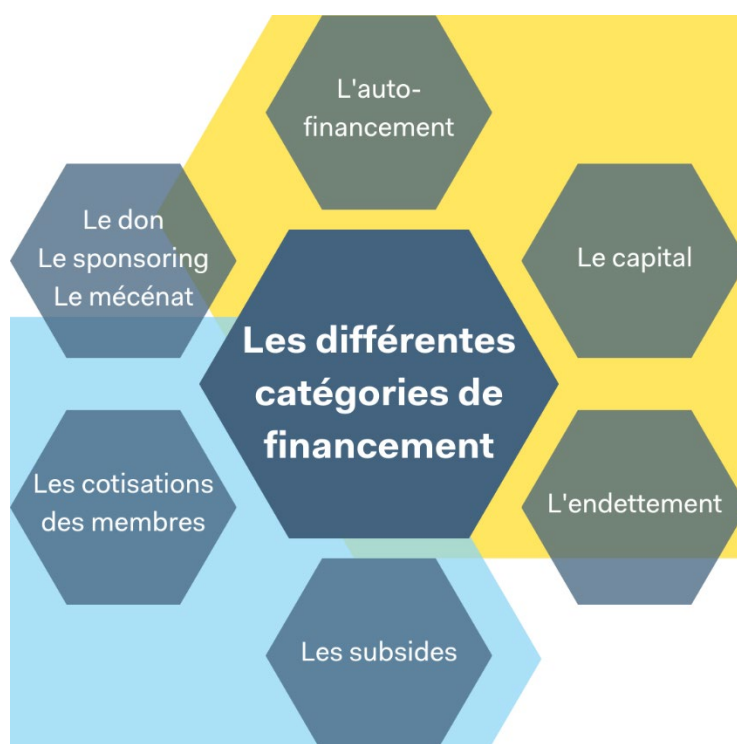 L'auto-
financement
Le don
Le sponsoring
Le mécénat
Le capital
Les différentes
catégories de
financement
Les cotisations
des membres
L'endettement
Les subsides